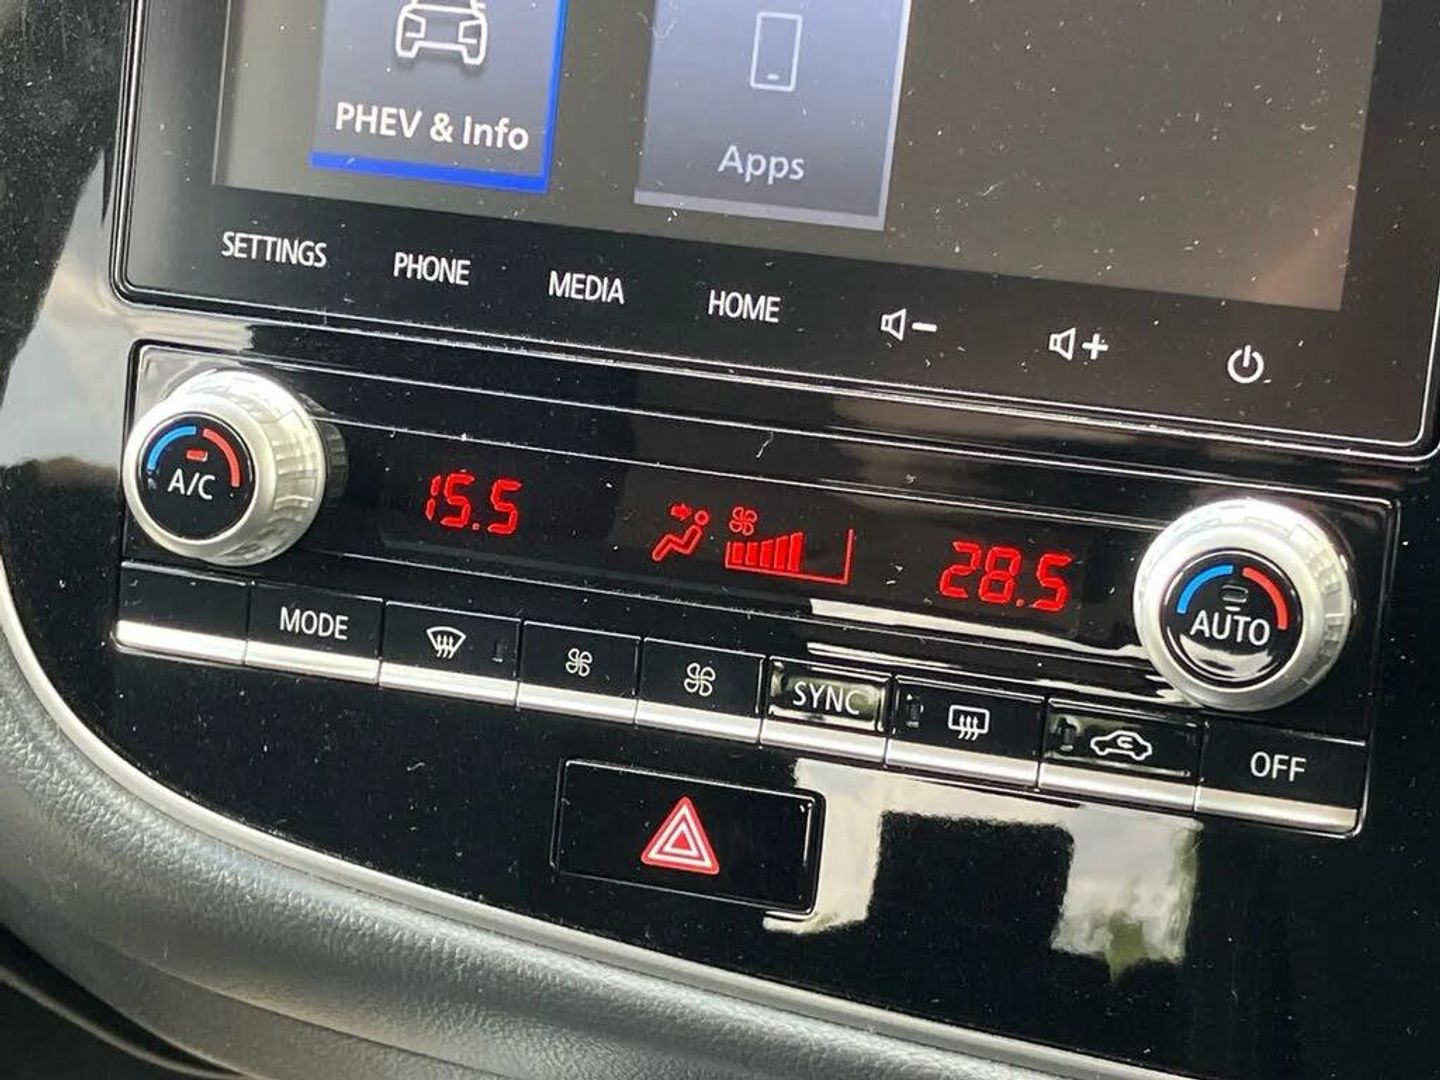 PHEV & Info
Apps
SETTINGS
PHONE
MEDIA
HOME
A/C
15.5
28.5
AUTO
MODE
SYNC
OFF